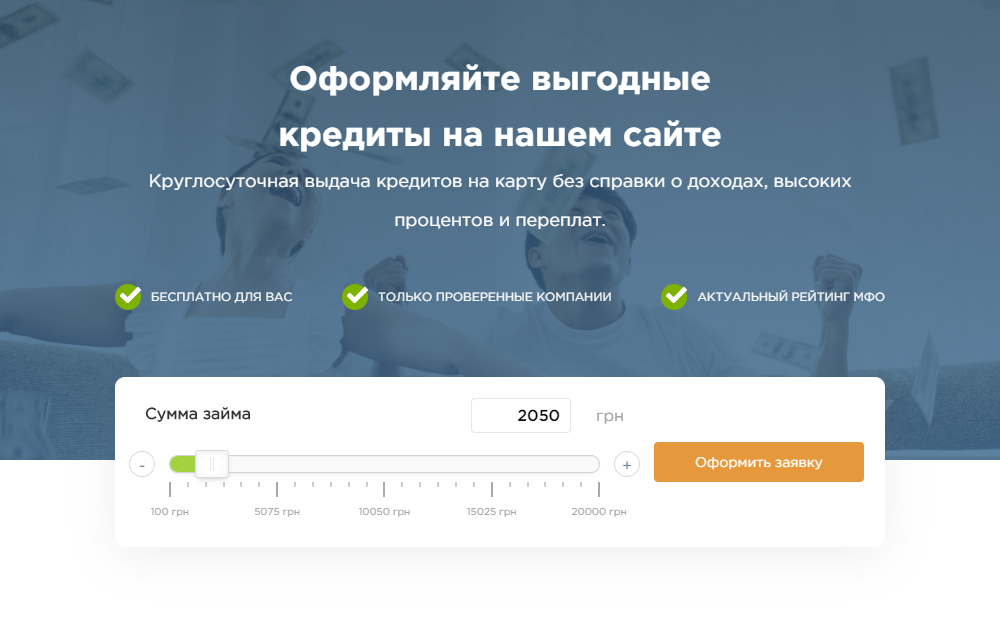 Оформляйте выгодные
кредиты на нашем сайте
Круглосуточная выдача кредитов на карту без справки о доходах, высоких
процентов и переплат.
БЕСПЛАТНО ДЛЯ ВАС ТОЛЬКО ПРОВЕРЕННЫЕ КОМПАНИИ АКТУАЛЬНЫЙ РЕЙТИНГ МФО
Сумма займа 2050 грн
- + Оформить заявку
100 грн 5075 грн 10050 грн 15025 грн 20000 грн